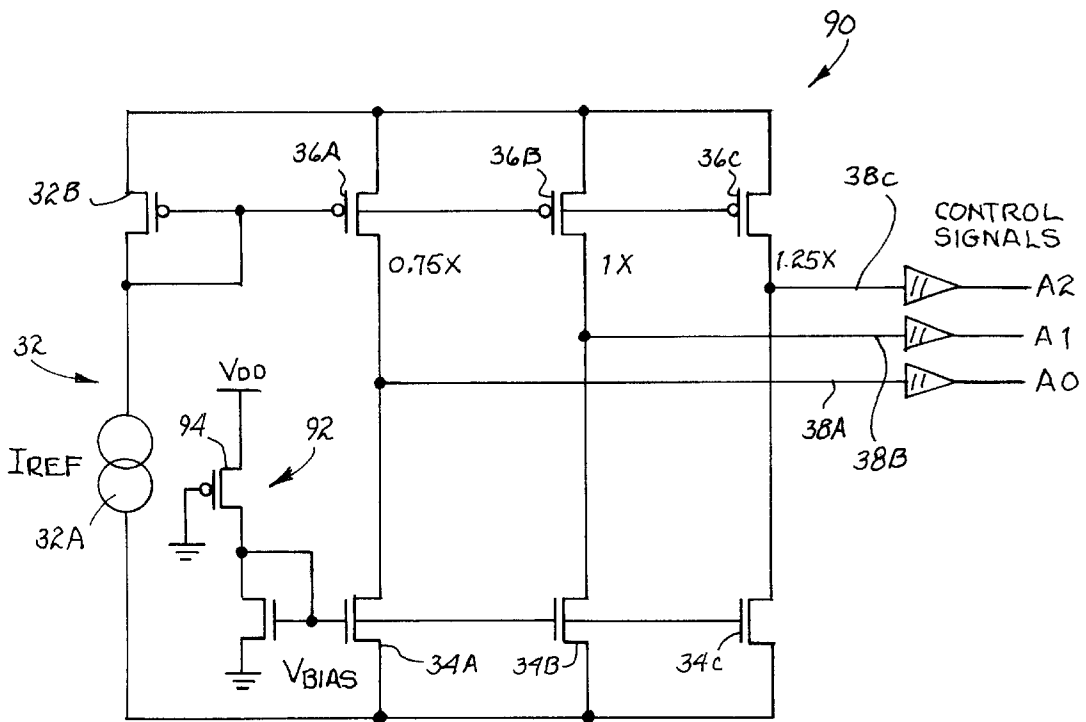 90
36A
36B
36C
32B
38C
CONTROL
SIGNALS
0.75X
1X
1.25X
A2
A1
A0
32
VDD
94
92
38A
38B
IREF
32A
VBIAS
34A
34B
34C